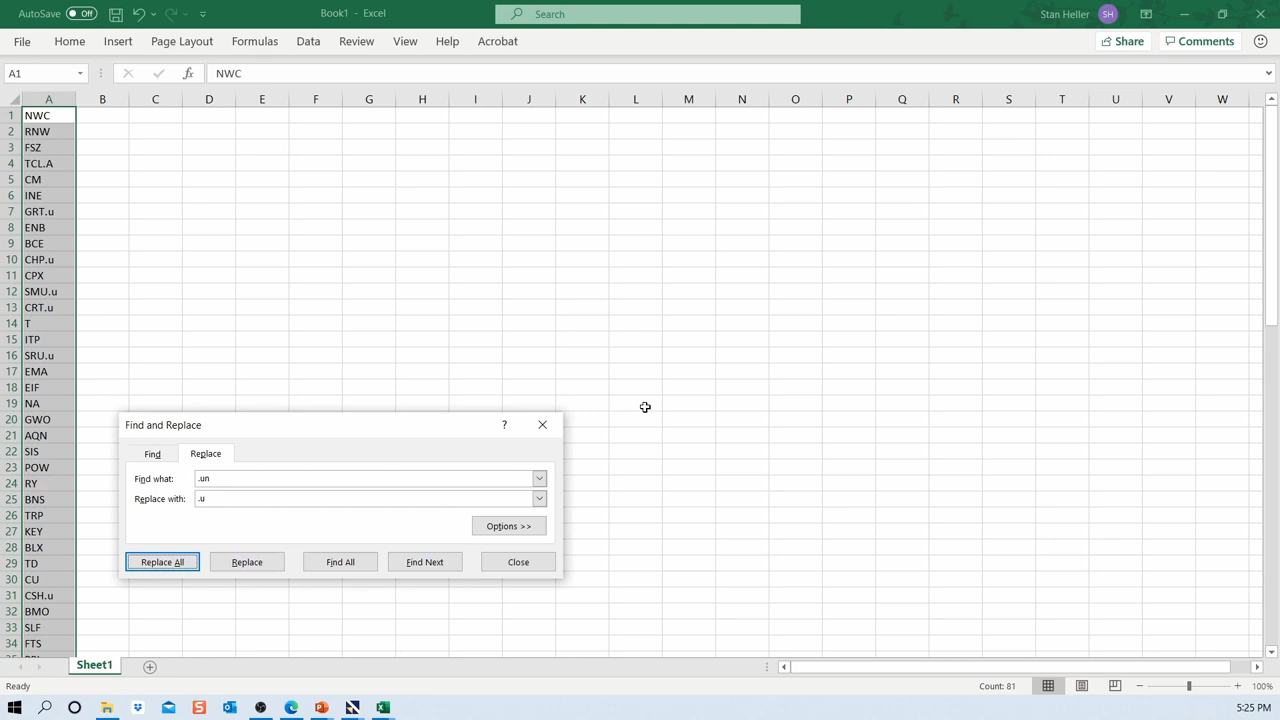 AutoSave Off Book1 - Excel Search Stan Heller SH
File Home Insert Page Layout Formulas Data Review View Help Acrobat Share Comments
A1 fx NWC
A B C D E F G H I J K L M N O P Q R S T U V W
1 NWC
2 RNW
3 FSZ
4 TCL.A
5 CM
6 INE
7 GRT.u
8 ENB
9 BCE
10 CHP.u
11 CPX
12 SMU.u
13 CRT.u
14 T
15 ITP
16 SRU.u
17 EMA
18 EIF
19 NA
20 GWO
21 AQN
22 SIS
23 POW
24 RY
25 BNS
26 TRP
27 KEY
28 BLX
29 TD
30 CU
31 CSH.u
32 BMO
33 SLF
34 FTS
Find and Replace ?
Find Replace
Find what: .un
Replace with: .u
Options >>
Replace All Replace Find All Find Next Close
Sheet1
Ready Count: 81 100%
5:25 PM